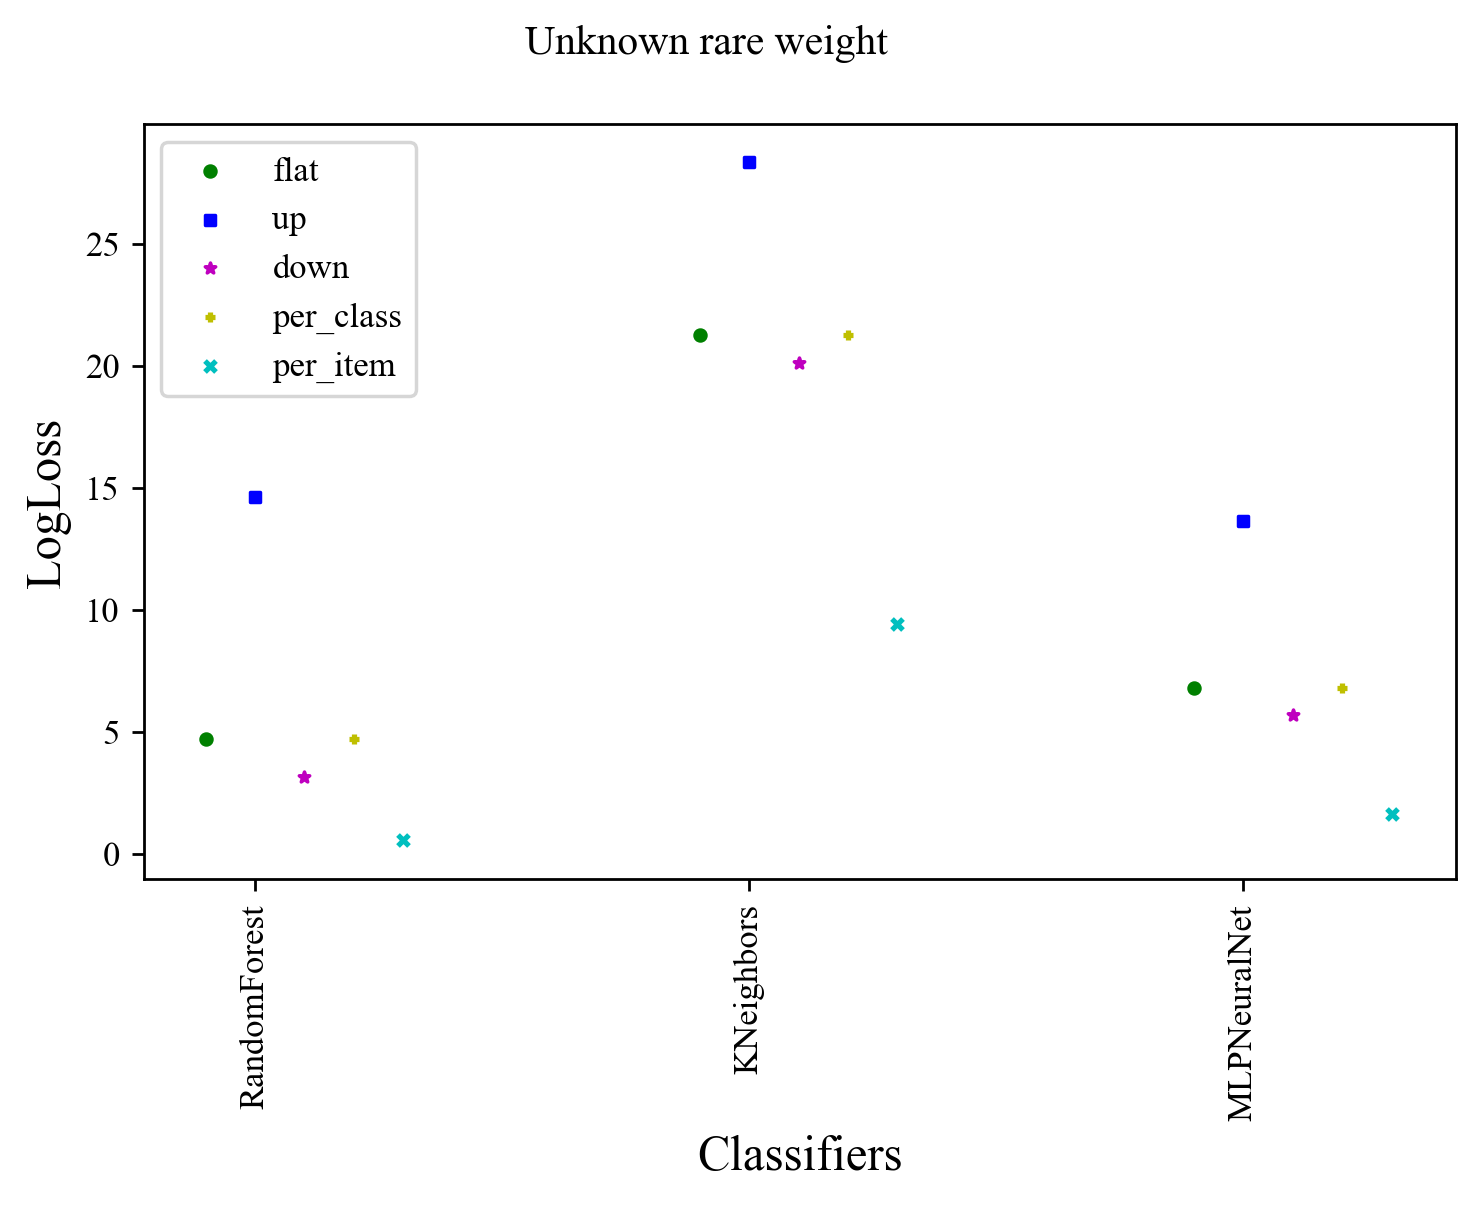 Unknown rare weight
flat
up
down
per_class
per_item
LogLoss
25
20
15
10
5
0
RandomForest
KNeighbors
MLPNeuralNet
Classifiers